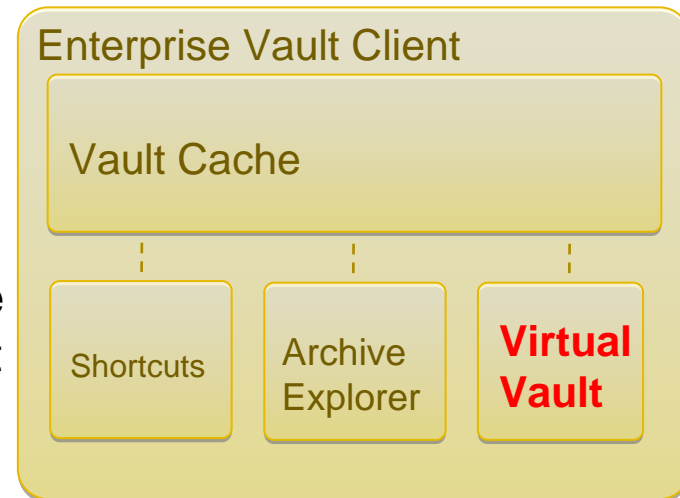 Enterprise Vault Client
Vault Cache
Shortcuts
Archive
Explorer
Virtual
Vault